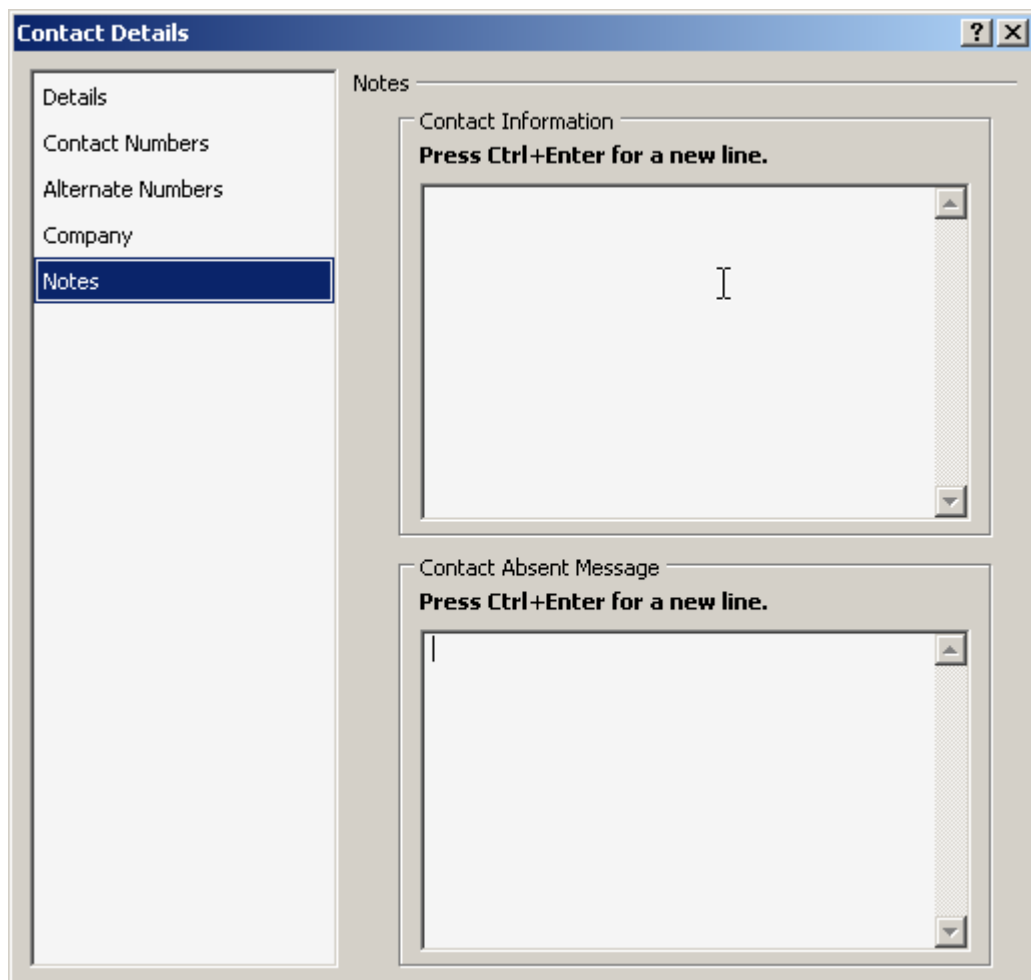 Contact Details
Details
Contact Numbers
Alternate Numbers
Company
Notes
Notes
Contact Information
Press Ctrl+Enter for a new line.
Contact Absent Message
Press Ctrl+Enter for a new line.